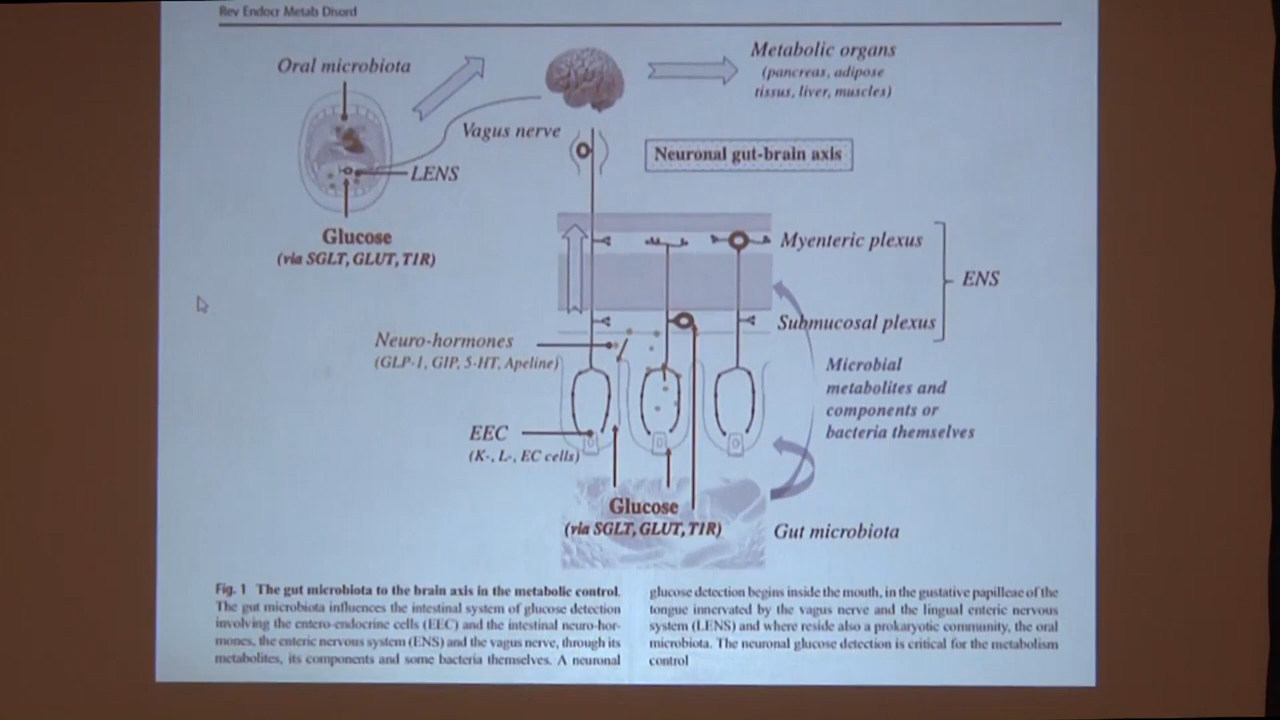 Rev Endocr Metab Disord
Oral microbiota
Metabolic organs
(pancreas, adipose
tissue, liver, muscles)
Vagus nerve
Neuronal gut-brain axis
LENS
Glucose
(via SGLT, GLUT, T1R)
Myenteric plexus
ENS
Submucosal plexus
Neuro-hormones
(GLP-1, GIP, 5-HT, Apeline)
Microbial
metabolites and
components or
bacteria themselves
EEC
(K-, L-, EC cells)
Glucose
(via SGLT, GLUT, T1R)
Gut microbiota
Fig. 1 The gut microbiota to the brain axis in the metabolic control.
The gut microbiota influences the intestinal system of glucose detection
involving the entero-endocrine cells (EEC) and the intestinal neuro-hor-
mones, the enteric nervous system (ENS) and the vagus nerve, through its
metabolites, its components and some bacteria themselves. A neuronal
glucose detection begins inside the mouth, in the gustative papilleae of the
tongue innervated by the vagus nerve and the lingual enteric nervous
system (LENS) and where reside also a prokaryotic community, the oral
microbiota. The neuronal glucose detection is critical for the metabolism
control